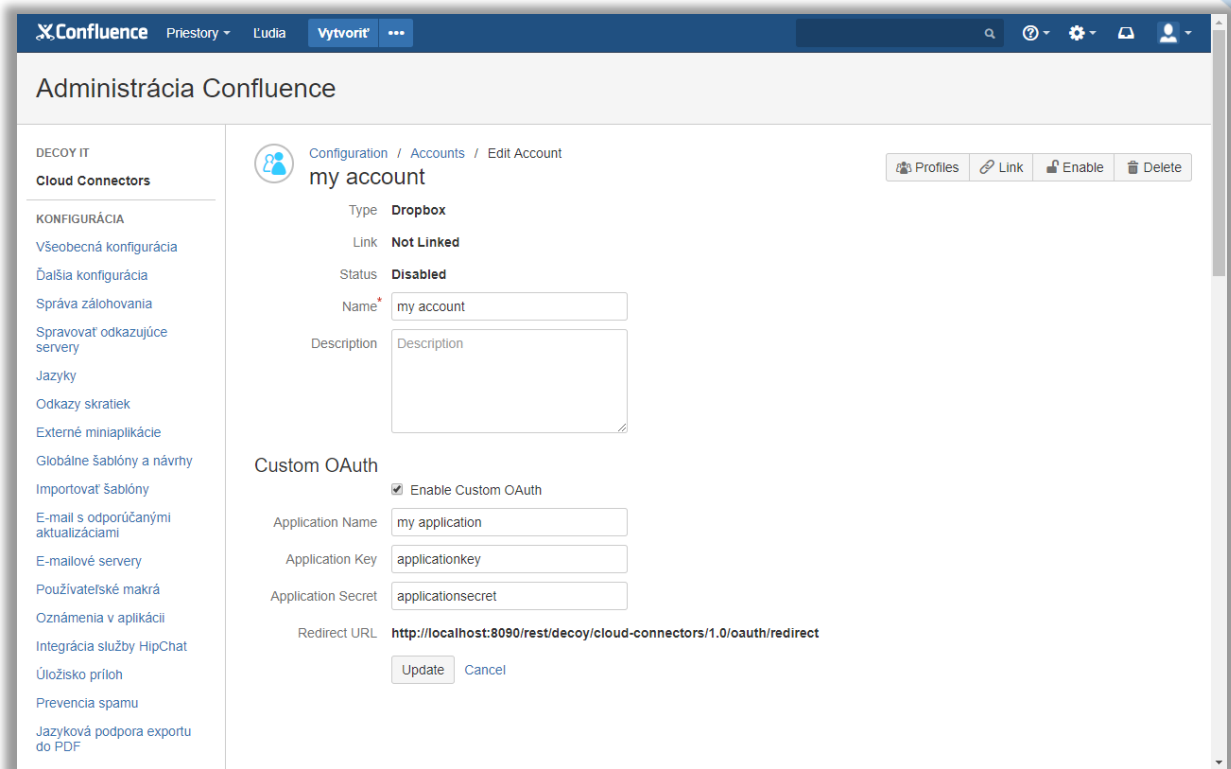 Confluence Priestory Ľudia Vytvoriť
Administrácia Confluence
DECOY IT
Cloud Connectors
KONFIGURÁCIA
Všeobecná konfigurácia
Ďalšia konfigurácia
Správa zálohovania
Spravovať odkazujúce
servery
Jazyky
Odkazy skratiek
Externé miniaplikácie
Globálne šablóny a návrhy
Importovať šablóny
E-mail s odporúčanými
aktualizáciami
E-mailové servery
Používateľské makrá
Oznámenia v aplikácii
Integrácia služby HipChat
Úložisko príloh
Prevencia spamu
Jazyková podpora exportu
do PDF
Configuration / Accounts / Edit Account
my account
Profiles Link Enable Delete
Type Dropbox
Link Not Linked
Status Disabled
Name* my account
Description Description
Custom OAuth
Enable Custom OAuth
Application Name my application
Application Key applicationkey
Application Secret applicationsecret
Redirect URL http://localhost:8090/rest/decoy/cloud-connectors/1.0/oauth/redirect
Update Cancel